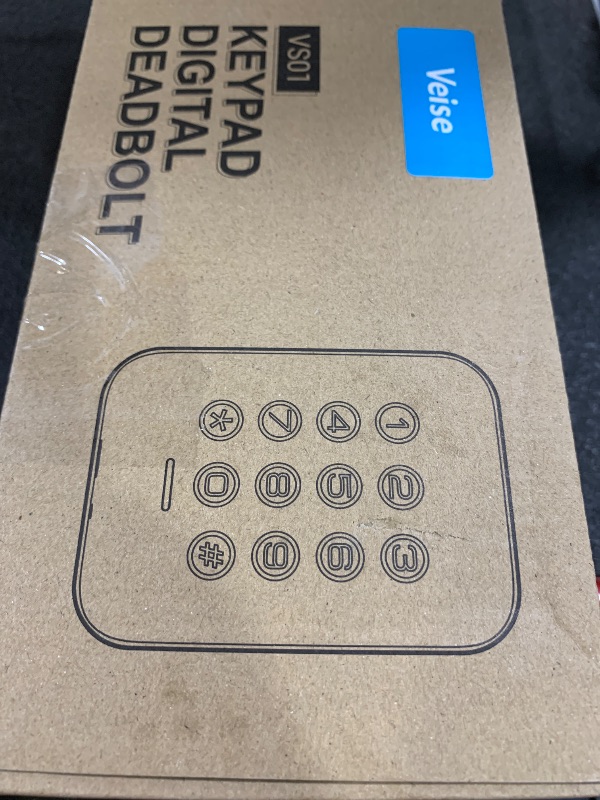 Veise
VS01
KEYPAD
DIGITAL
DEADBOLT
1 2 3
4 5 6
7 8 9
* 0 #